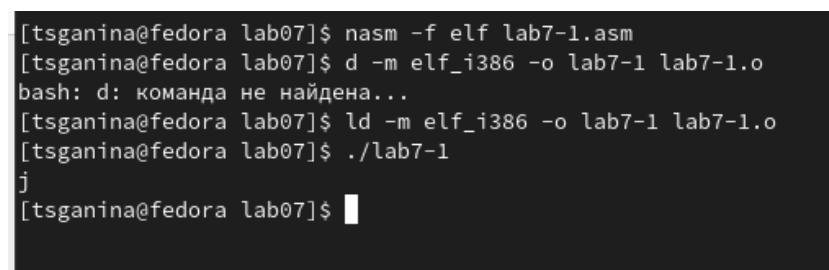 [tsganina@fedora lab07]$ nasm -f elf lab7-1.asm
[tsganina@fedora lab07]$ d -m elf_i386 -o lab7-1 lab7-1.o
bash: d: команда не найдена...
[tsganina@fedora lab07]$ ld -m elf_i386 -o lab7-1 lab7-1.o
[tsganina@fedora lab07]$ ./lab7-1
j
[tsganina@fedora lab07]$